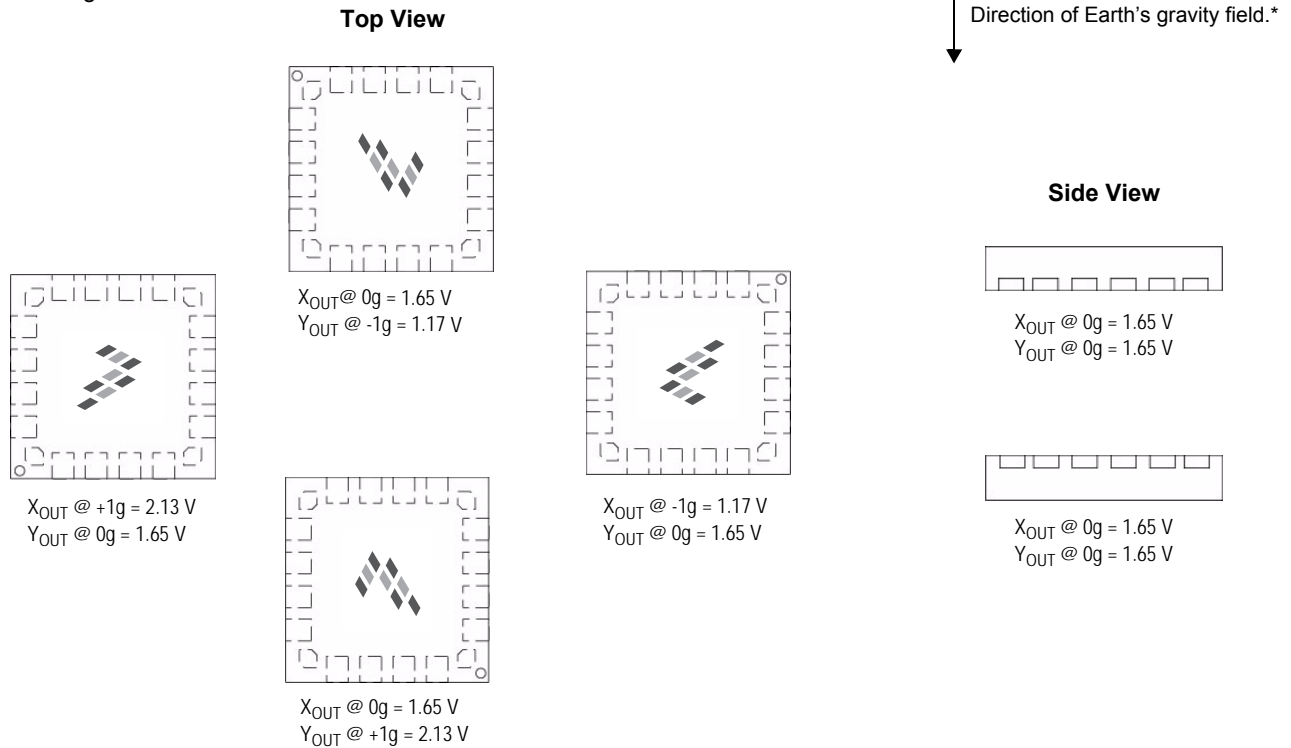 Top View
Direction of Earth's gravity field.*
X_OUT@ 0g = 1.65 V
Y_OUT @ -1g = 1.17 V
Side View
X_OUT @ 0g = 1.65 V
Y_OUT @ 0g = 1.65 V
X_OUT @ +1g = 2.13 V
Y_OUT @ 0g = 1.65 V
X_OUT @ -1g = 1.17 V
Y_OUT @ 0g = 1.65 V
X_OUT @ 0g = 1.65 V
Y_OUT @ 0g = 1.65 V
X_OUT @ 0g = 1.65 V
Y_OUT @ +1g = 2.13 V